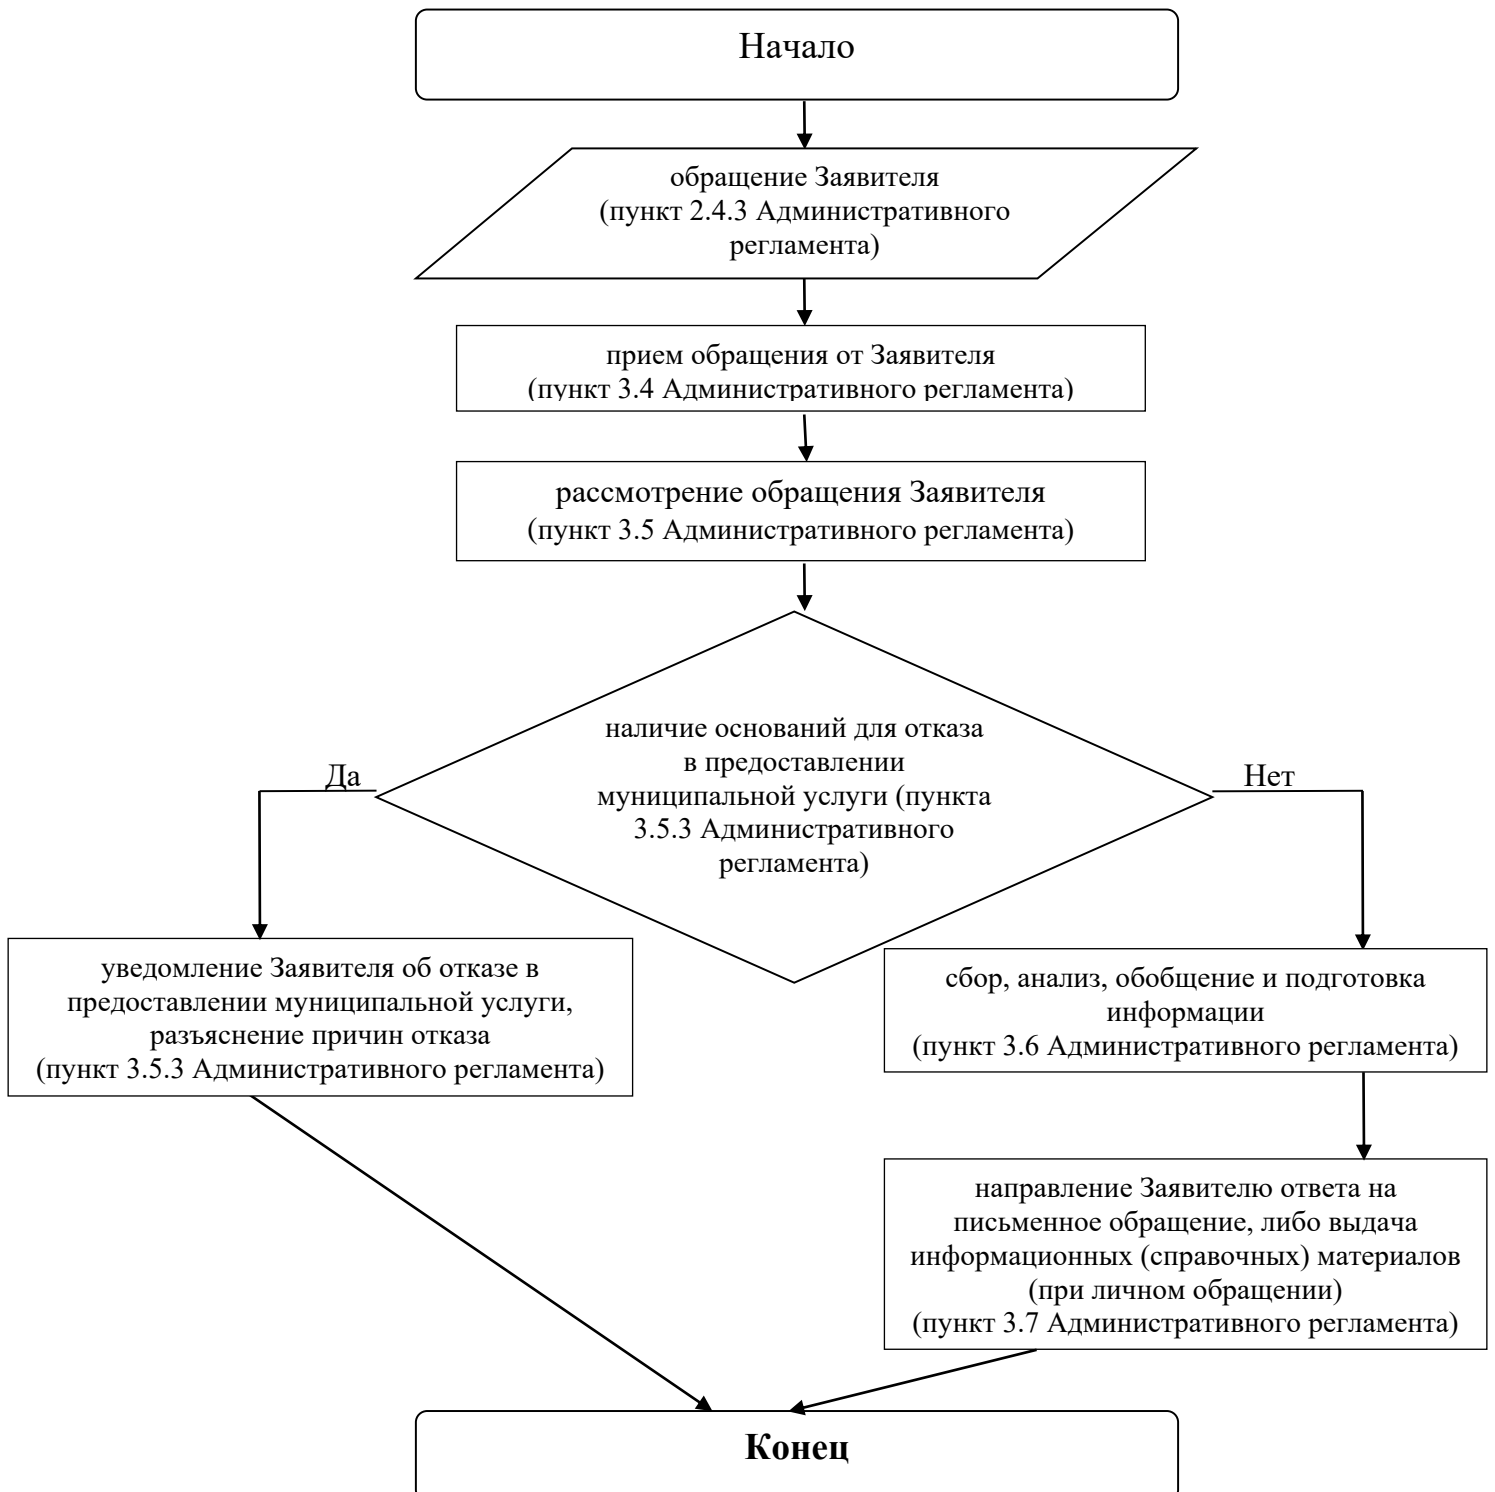 Начало
обращение Заявителя
(пункт 2.4.3 Административного
регламента)
прием обращения от Заявителя
(пункт 3.4 Административного регламента)
рассмотрение обращения Заявителя
(пункт 3.5 Административного регламента)
наличие оснований для отказа
в предоставлении
муниципальной услуги (пункта
3.5.3 Административного
регламента)
Да
Нет
уведомление Заявителя об отказе в
предоставлении муниципальной услуги,
разъяснение причин отказа
(пункт 3.5.3 Административного регламента)
сбор, анализ, обобщение и подготовка
информации
(пункт 3.6 Административного регламента)
направление Заявителю ответа на
письменное обращение, либо выдача
информационных (справочных) материалов
(при личном обращении)
(пункт 3.7 Административного регламента)
Конец